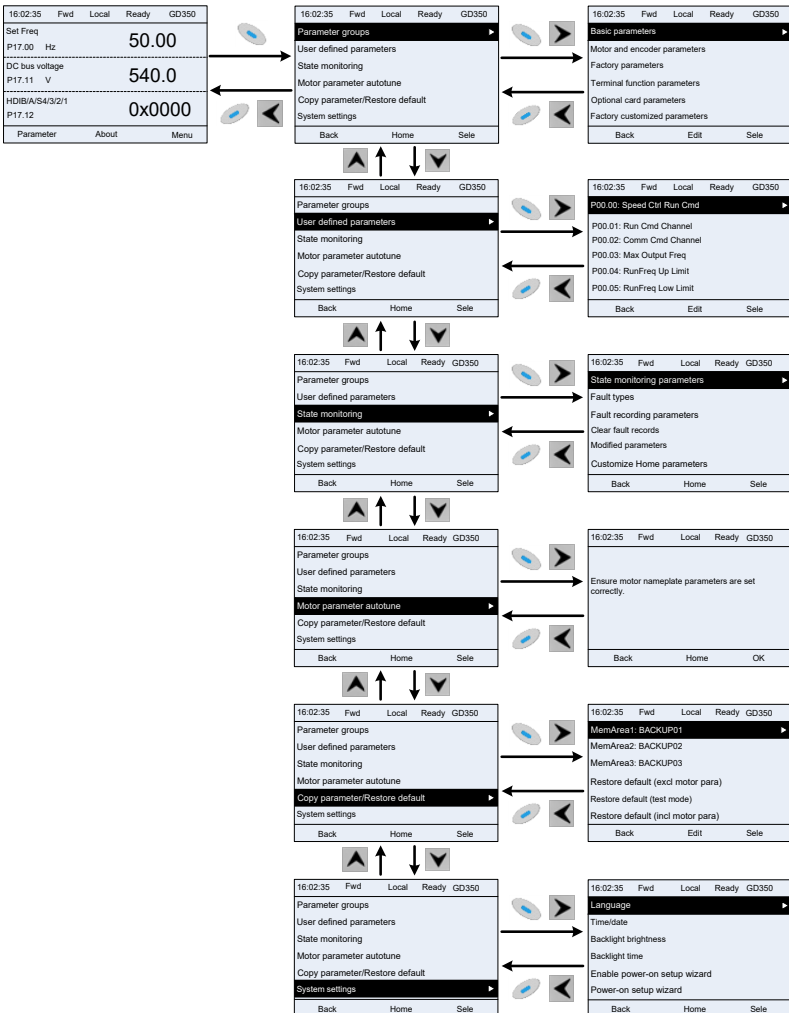 16:02:35 Fwd Local Ready GD350
Set Freq
P17.00 Hz 50.00
DC bus voltage
P17.11 V 540.0
HDIB/A/S4/3/2/1
P17.12 0x0000
Parameter About Menu
16:02:35 Fwd Local Ready GD350
Parameter groups
User defined parameters
State monitoring
Motor parameter autotune
Copy parameter/Restore default
System settings
Back Home Sele
16:02:35 Fwd Local Ready GD350
Basic parameters
Motor and encoder parameters
Factory parameters
Terminal function parameters
Optional card parameters
Factory customized parameters
Back Edit Sele
16:02:35 Fwd Local Ready GD350
Parameter groups
User defined parameters
State monitoring
Motor parameter autotune
Copy parameter/Restore default
System settings
Back Home Sele
16:02:35 Fwd Local Ready GD350
P00.00: Speed Ctrl Run Cmd
P00.01: Run Cmd Channel
P00.02: Comm Cmd Channel
P00.03: Max Output Freq
P00.04: RunFreq Up Limit
P00.05: RunFreq Low Limit
Back Edit Sele
16:02:35 Fwd Local Ready GD350
Parameter groups
User defined parameters
State monitoring
Motor parameter autotune
Copy parameter/Restore default
System settings
Back Home Sele
16:02:35 Fwd Local Ready GD350
State monitoring parameters
Fault types
Fault recording parameters
Clear fault records
Modified parameters
Customize Home parameters
Back Home Sele
16:02:35 Fwd Local Ready GD350
Parameter groups
User defined parameters
State monitoring
Motor parameter autotune
Copy parameter/Restore default
System settings
Back Home Sele
16:02:35 Fwd Local Ready GD350
Ensure motor nameplate parameters are set
correctly.
Back Home OK
16:02:35 Fwd Local Ready GD350
Parameter groups
User defined parameters
State monitoring
Motor parameter autotune
Copy parameter/Restore default
System settings
Back Home Sele
16:02:35 Fwd Local Ready GD350
MemArea1: BACKUP01
MemArea2: BACKUP02
MemArea3: BACKUP03
Restore default (excl motor para)
Restore default (test mode)
Restore default (incl motor para)
Back Edit Sele
16:02:35 Fwd Local Ready GD350
Parameter groups
User defined parameters
State monitoring
Motor parameter autotune
Copy parameter/Restore default
System settings
Back Home Sele
16:02:35 Fwd Local Ready GD350
Language
Time/date
Backlight brightness
Backlight time
Enable power-on setup wizard
Power-on setup wizard
Back Home Sele